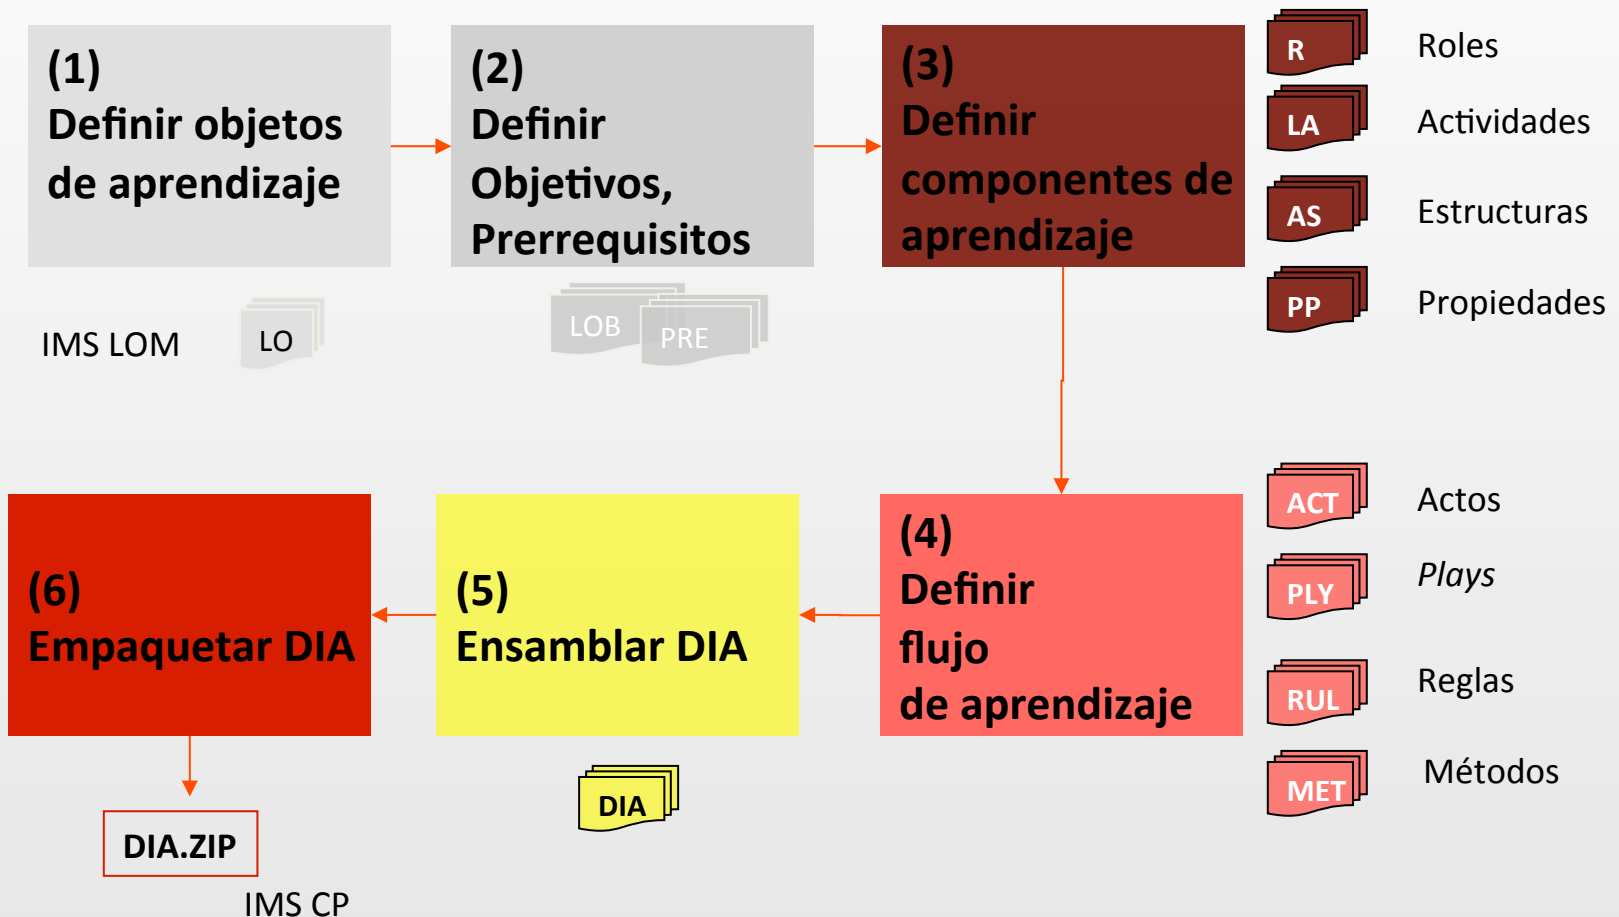 (1)
Definir objetos
de aprendizaje
(2)
Definir
Objetivos,
Prerrequisitos
(3)
Definir
componentes de
aprendizaje
R
Roles
LA
Actividades
AS
Estructuras
PP
Propiedades
IMS LOM
LO
LOB
PRE
(4)
Definir
flujo
de aprendizaje
ACT
Actos
PLY
Plays
RUL
Reglas
MET
Métodos
(5)
Ensamblar DIA
DIA
(6)
Empaquetar DIA
DIA.ZIP
IMS CP